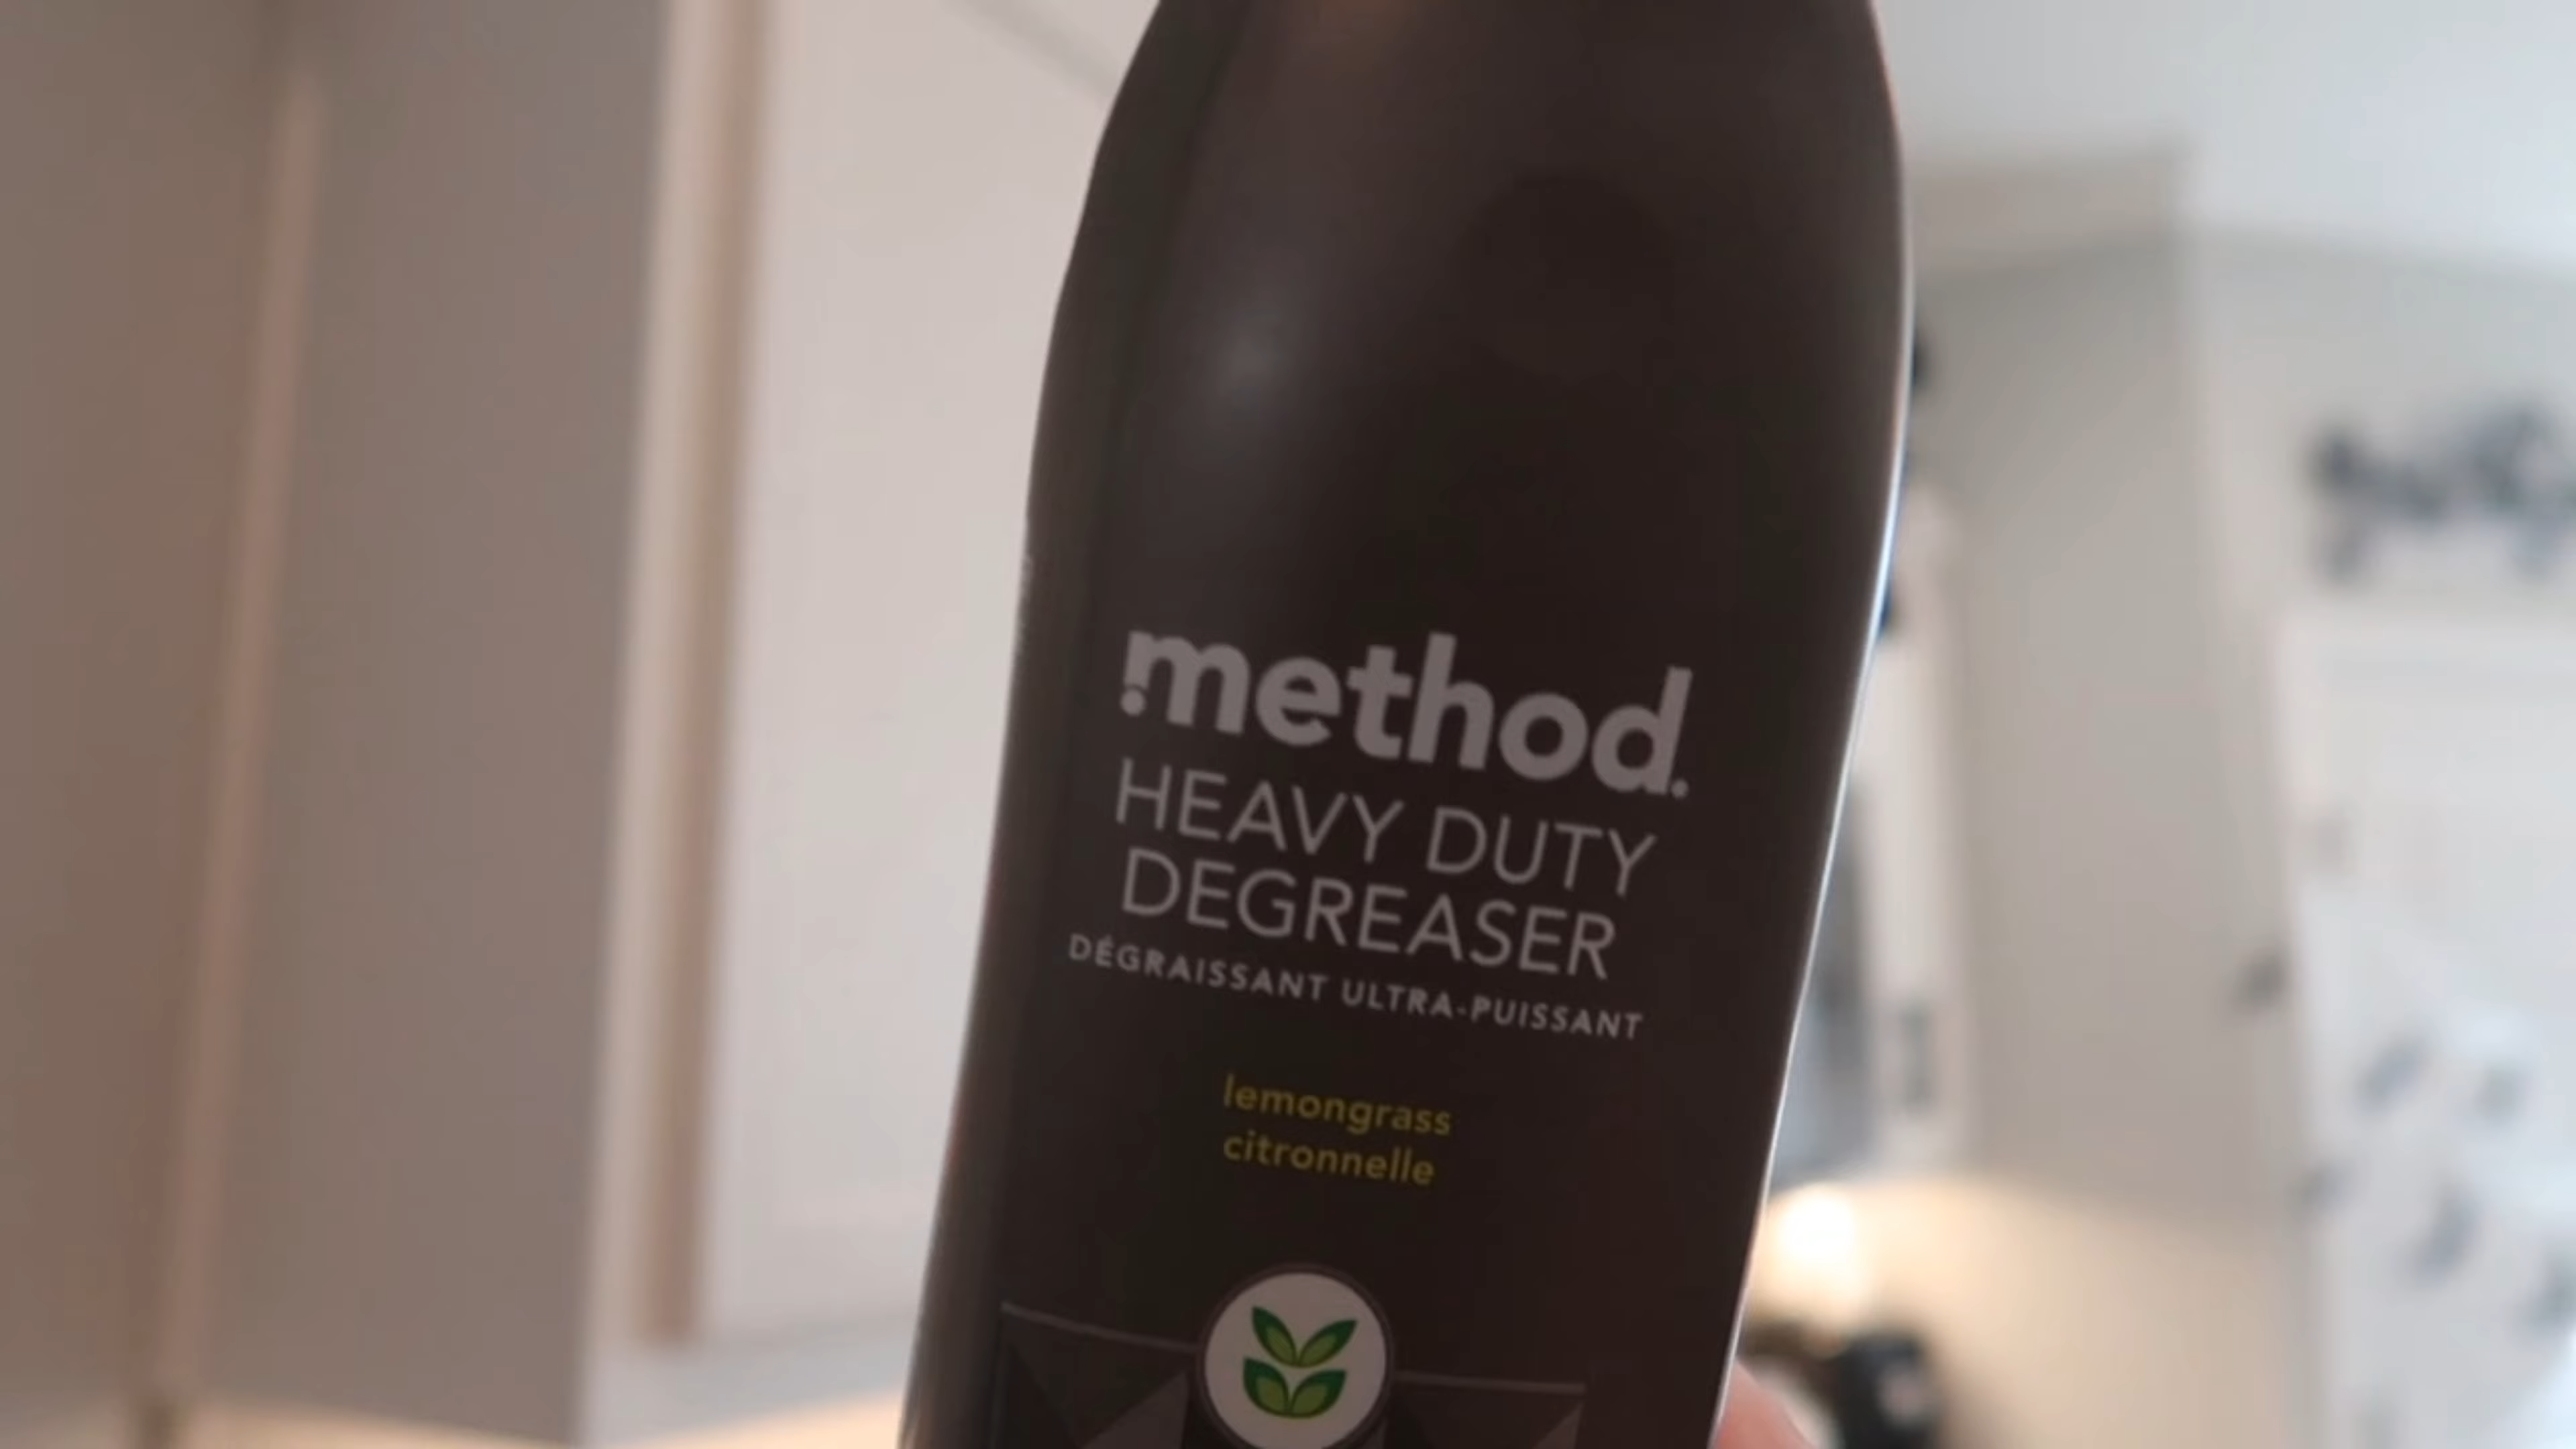 method.
HEAVY DUTY
DEGREASER
DÉGRAISSANT ULTRA-PUISSANT
lemongrass
citronnelle